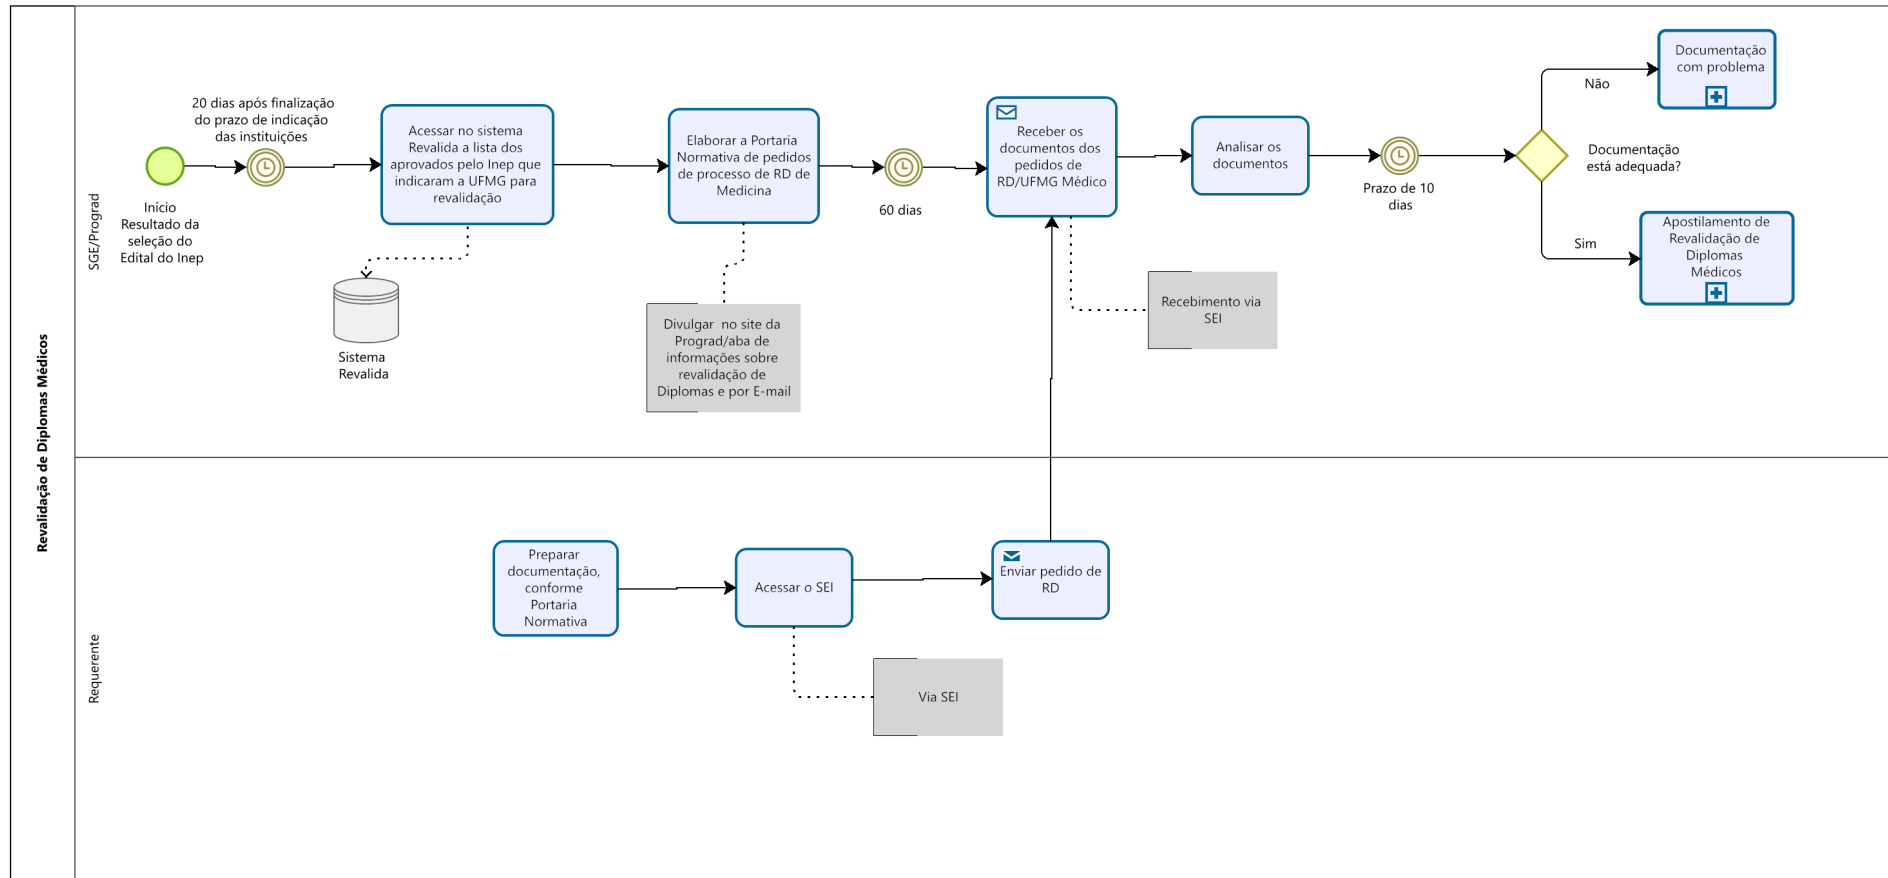 Revalidação de Diplomas Médicos
SGE/Prograd
Início
Resultado da
seleção do
Edital do Inep
20 dias após finalização
do prazo de indicação
das instituições
Acessar no sistema
Revalida a lista dos
aprovados pelo Inep que
indicaram a UFMG para
revalidação
Sistema
Revalida
Elaborar a Portaria
Normativa de pedidos
de processo de RD de
Medicina
Divulgar no site da
Prograd/aba de
informações sobre
revalidação de
Diplomas e por E-mail
60 dias
Receber os
documentos dos
pedidos de
RD/UFMG Médico
Recebimento via
SEI
Analisar os
documentos
Prazo de 10
dias
Documentação
está adequada?
Não
Documentação
com problema
Sim
Apostilamento de
Revalidação de
Diplomas
Médicos
Requerente
Preparar
documentação,
conforme
Portaria
Normativa
Acessar o SEI
Via SEI
Enviar pedido de
RD